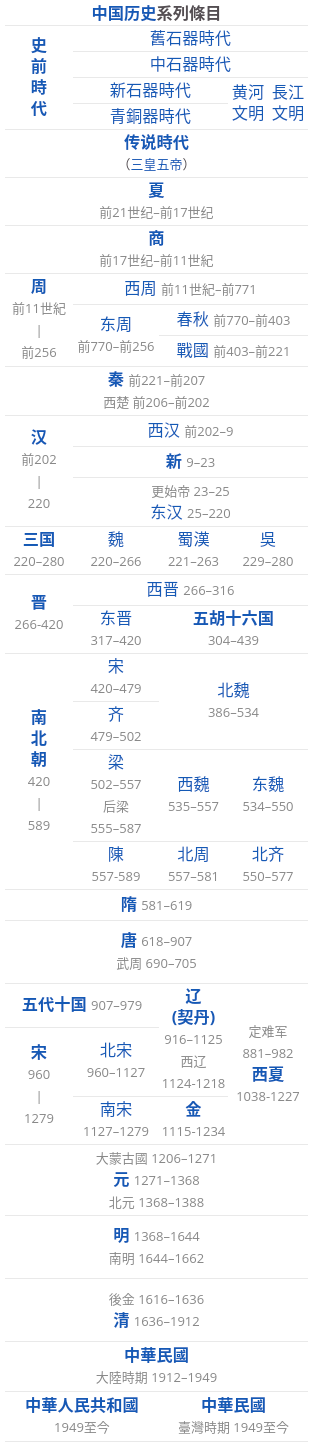 中国历史系列條目
史前時代
舊石器時代
中石器時代
新石器時代
青銅器時代
黄河文明
長江文明
传说時代
（三皇五帝）
夏
前21世纪–前17世纪
商
前17世纪–前11世紀
周
前11世紀
|
前256
西周 前11世紀–前771
东周
前770–前256
春秋 前770–前403
戰國 前403–前221
秦 前221–前207
西楚 前206–前202
汉
前202
|
220
西汉 前202–9
新 9–23
更始帝 23–25
东汉 25–220
三国
220–280
魏
220–266
蜀漢
221–263
吳
229–280
晋
266-420
西晋 266–316
东晋
317–420
五胡十六国
304–439
南北朝
420
|
589
宋
420–479
齐
479–502
梁
502–557
后梁
555–587
陳
557-589
北魏
386–534
西魏
535–557
东魏
534–550
北周
557–581
北齐
550–577
隋 581–619
唐 618–907
武周 690–705
五代十国 907–979
宋
960
|
1279
北宋
960–1127
南宋
1127–1279
辽
(契丹)
916–1125
西辽
1124-1218
金
1115-1234
定难军
881–982
西夏
1038-1227
大蒙古國 1206–1271
元 1271–1368
北元 1368–1388
明 1368–1644
南明 1644–1662
後金 1616–1636
清 1636–1912
中華民國
大陸時期 1912–1949
中華人民共和國
1949至今
中華民國
臺灣時期 1949至今